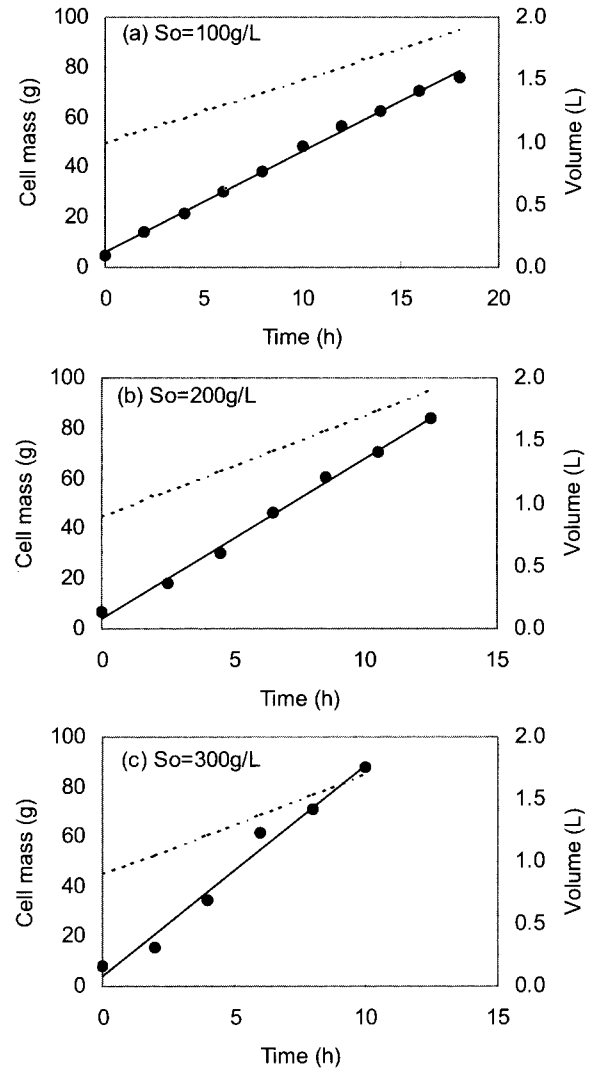 (a) So=100g/L
100
80
60
40
20
0
Cell mass (g)
2.0
1.5
1.0
0.5
0.0
Volume (L)
0 5 10 15 20
Time (h)
(b) So=200g/L
100
80
60
40
20
0
Cell mass (g)
2.0
1.5
1.0
0.5
0.0
Volume (L)
0 5 10 15
Time (h)
(c) So=300g/L
100
80
60
40
20
0
Cell mass (g)
2.0
1.5
1.0
0.5
0.0
Volume (L)
0 5 10 15
Time (h)